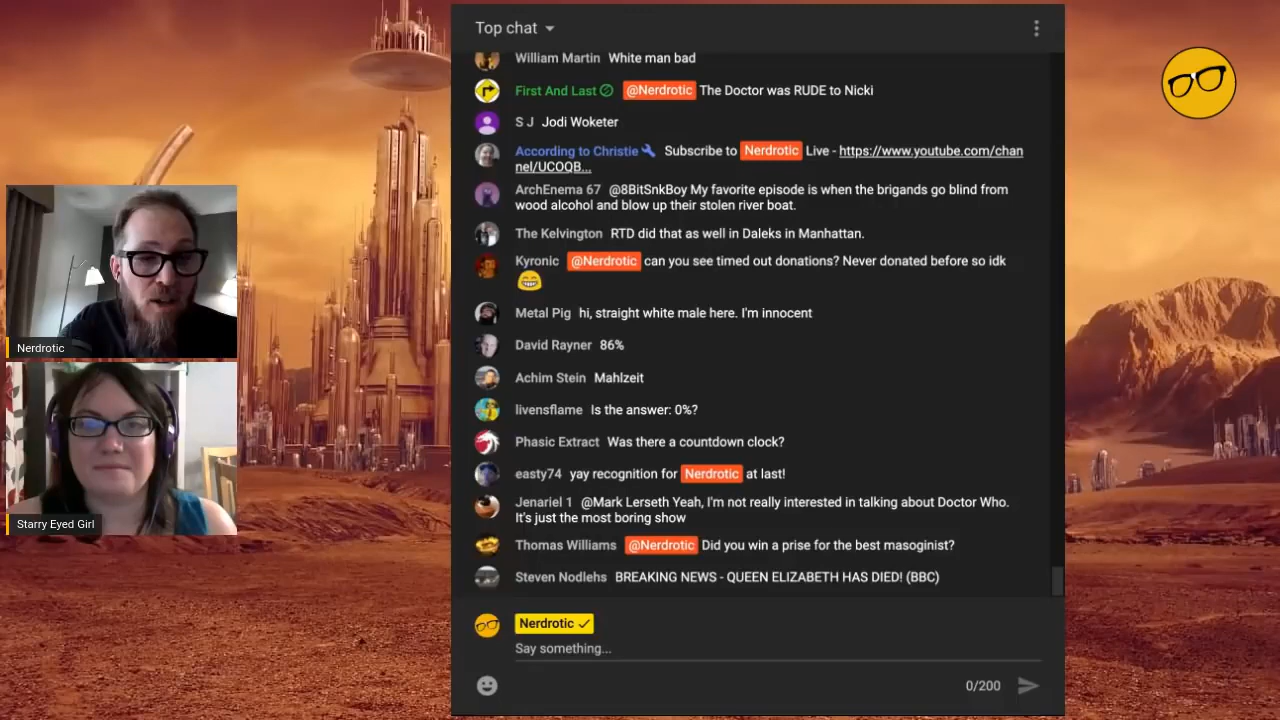 Top chat
William Martin White man bad
First And Last @Nerdrotic The Doctor was RUDE to Nicki
S J Jodi Woketer
According to Christie Subscribe to Nerdrotic Live - https://www.youtube.com/chan
nel/UCOQB...
ArchEnema 67 @8BitSnkBoy My favorite episode is when the brigands go blind from
wood alcohol and blow up their stolen river boat.
The Kelvington RTD did that as well in Daleks in Manhattan.
Kyronic @Nerdrotic can you see timed out donations? Never donated before so idk
Metal Pig hi, straight white male here. I'm innocent
David Rayner 86%
Achim Stein Mahlzeit
livensflame Is the answer: 0%?
Phasic Extract Was there a countdown clock?
easty74 yay recognition for Nerdrotic at last!
Jenariel 1 @Mark Lerseth Yeah, I'm not really interested in talking about Doctor Who.
It's just the most boring show
Thomas Williams @Nerdrotic Did you win a prise for the best masoginist?
Steven Nodlehs BREAKING NEWS - QUEEN ELIZABETH HAS DIED! (BBC)
Nerdrotic
Say something...
0/200
Nerdrotic
Starry Eyed Girl